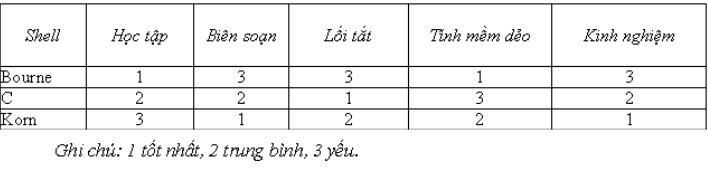 Shell Học tập Biên soạn Lối tắt Tính mềm dẻo Kinh nghiệm
Bourne 1 3 3 1 3
C 2 2 1 3 2
Korn 3 1 2 2 1
Ghi chú: 1 tốt nhất, 2 trung bình, 3 yếu.